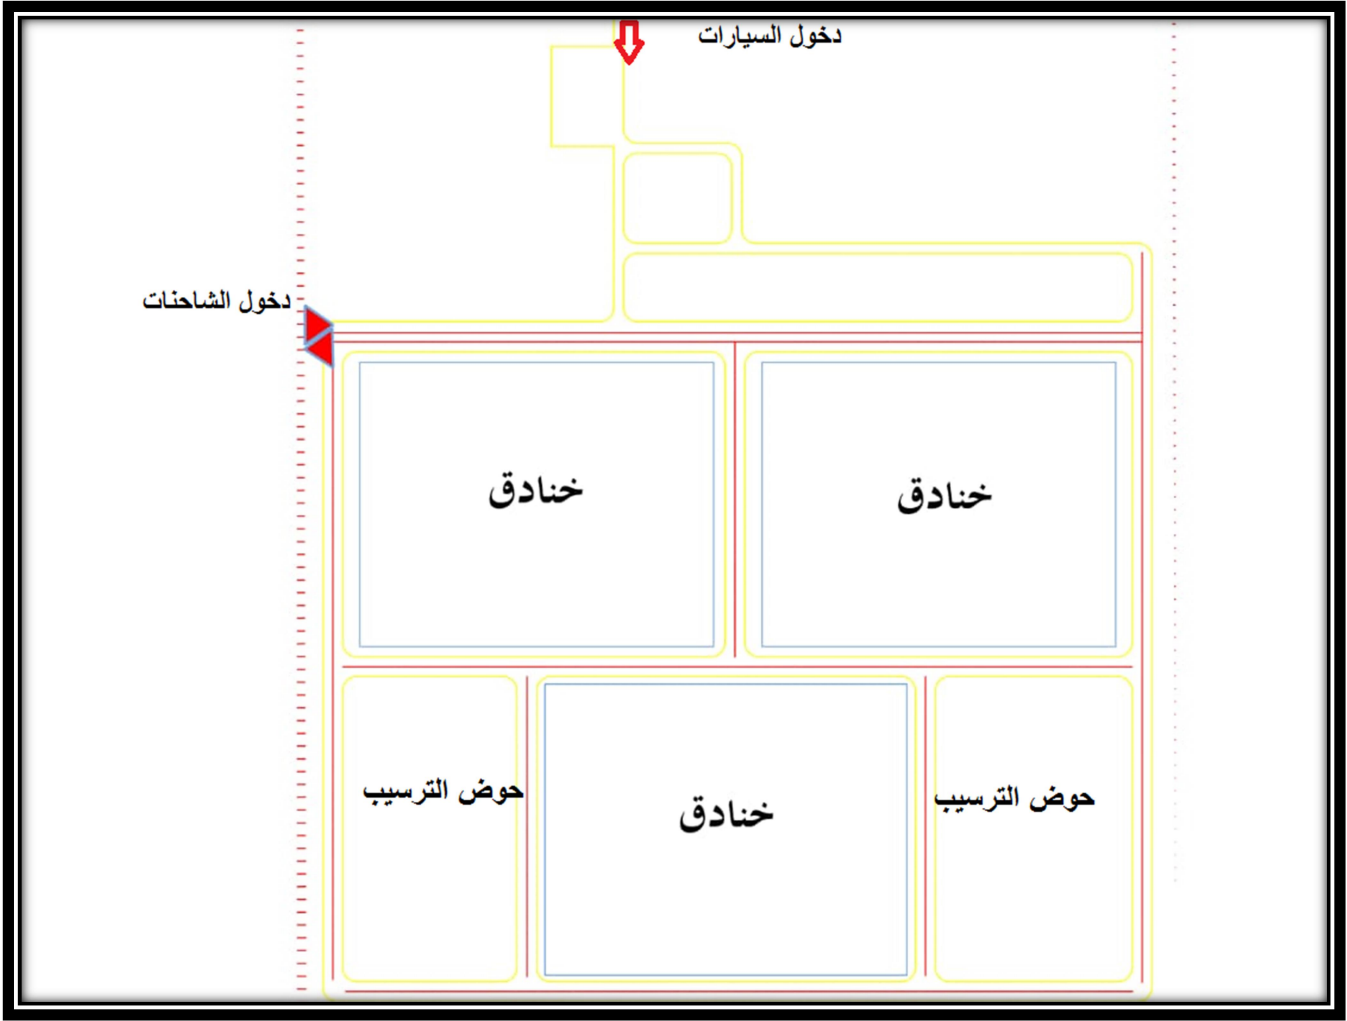 دخول السيارات
دخول الشاحنات
خنادق
خنادق
حوض الترسيب
خنادق
حوض الترسيب